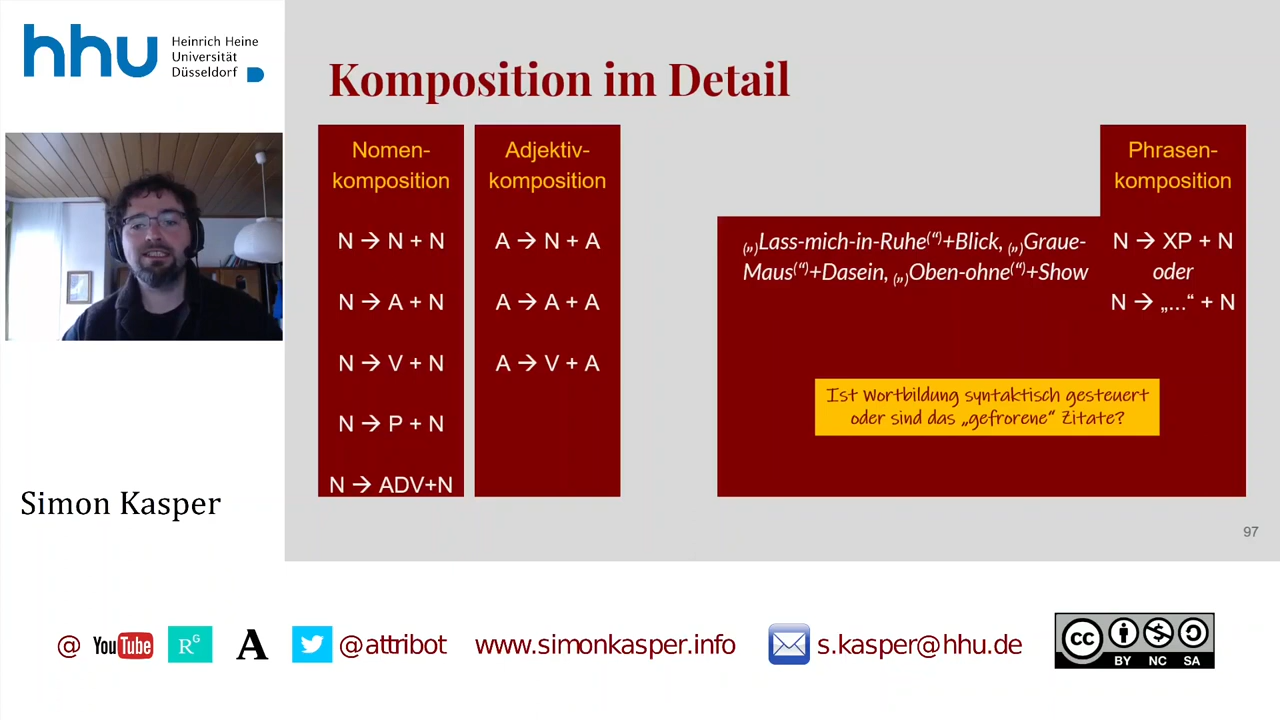 hhu
Heinrich Heine
Universität
Düsseldorf
Komposition im Detail
Nomen-
komposition
N → N + N
N → A + N
N → V + N
N → P + N
N → ADV+N
Adjektiv-
komposition
A → N + A
A → A + A
A → V + A
Phrasen-
komposition
N → XP + N
oder
N → „...“ + N
(„)Lass-mich-in-Ruhe(“)+Blick, („)Graue-
Maus(“)+Dasein, („)Oben-ohne(“)+Show
Ist Wortbildung syntaktisch gesteuert
oder sind das „gefrorene“ Zitate?
97
Simon Kasper
@ YouTube RG A @attribot www.simonkasper.info s.kasper@hhu.de
cc BY NC SA